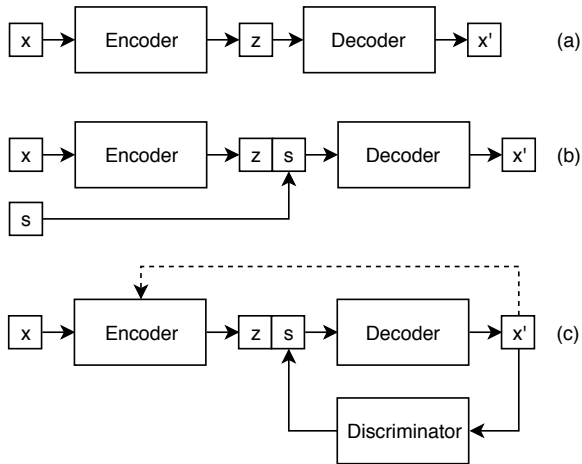 x Encoder z Decoder x' (a)
x Encoder z s Decoder x' (b)
s
x Encoder z s Decoder x' (c)
Discriminator